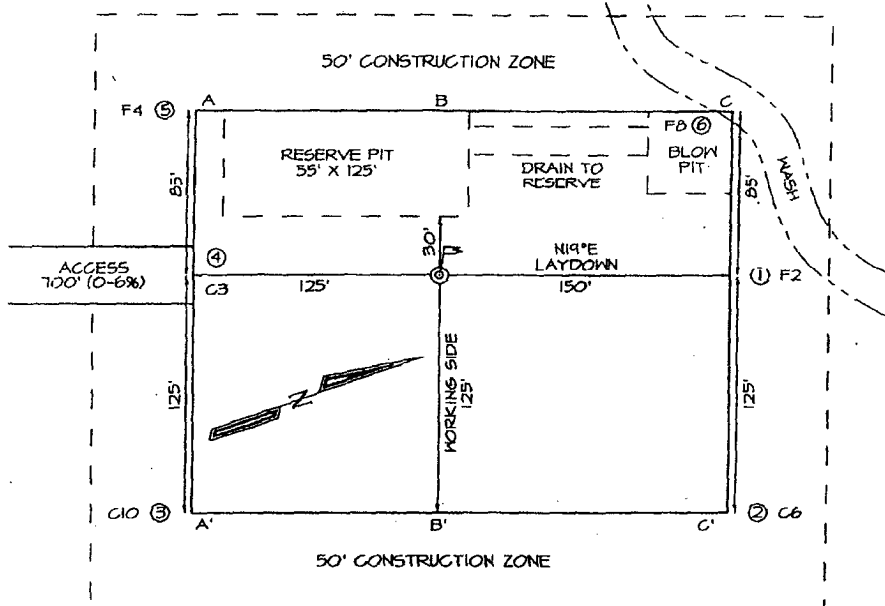 50' CONSTRUCTION ZONE
A
B
C
F4 ⑤
F8 ⑥
RESERVE PIT
55' X 125'
DRAIN TO
RESERVE
BLOW
PIT
WASH
85'
85'
30'
④
N19°E
LAYDOWN
ACCESS
700' (0-6%)
C3
125'
150'
① F2
WORKING SIDE
125'
N
125'
125'
C10 ③
② C6
A'
B'
C'
50' CONSTRUCTION ZONE